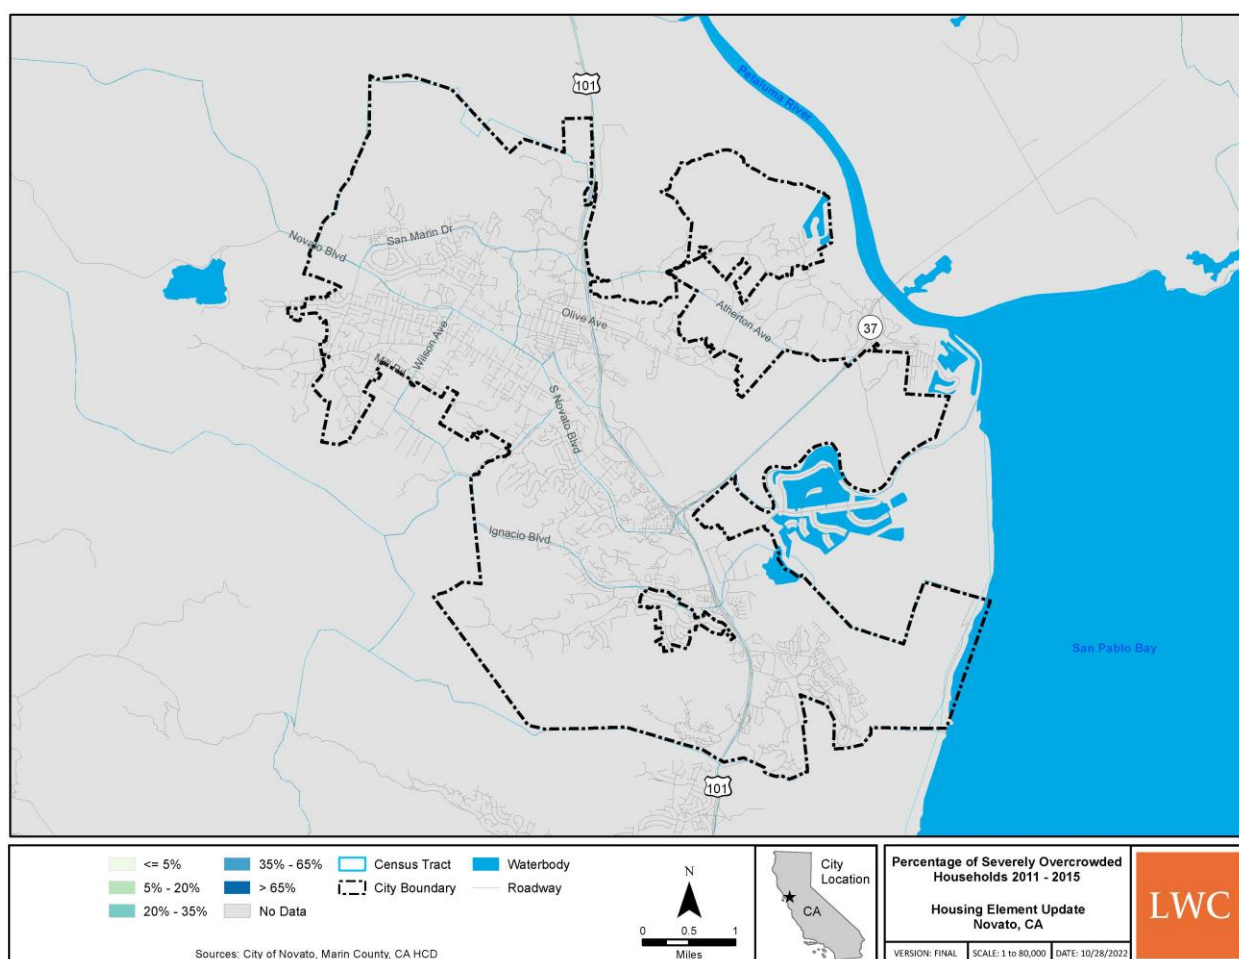 101
Petaluma River
San Marin Dr
Novato Blvd
Olive Ave
Atherton Ave
37
Wilson Ave
Mill Rd
S Novato Blvd
Ignacio Blvd
San Pablo Bay
101
<= 5%
5% - 20%
20% - 35%
35% - 65%
> 65%
No Data
Census Tract
City Boundary
Waterbody
Roadway
Sources: City of Novato, Marin County, CA HCD
N
0 0.5 1
Miles
City
Location
CA
Percentage of Severely Overcrowded
Households 2011 - 2015
Housing Element Update
Novato, CA
VERSION: FINAL
SCALE: 1 to 80,000
DATE: 10/28/2022
LWC